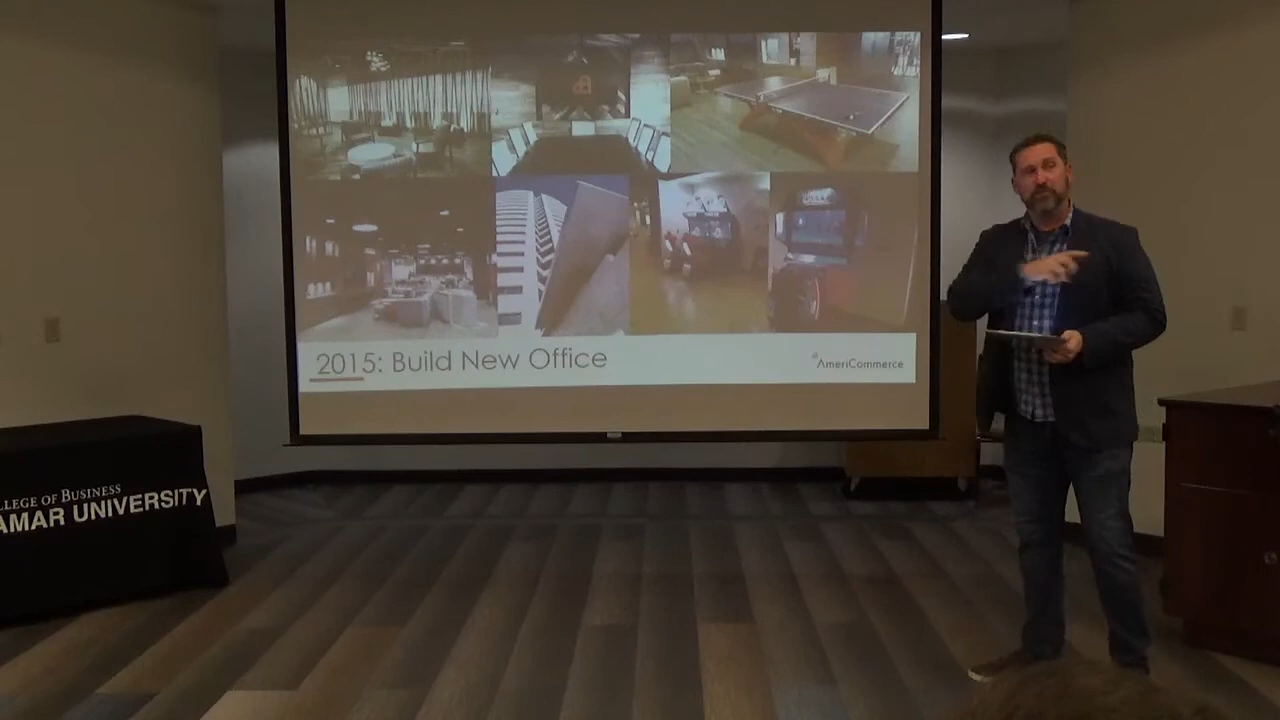 2015: Build New Office
AmeriCommerce
LLEGE OF BUSINESS
AMAR UNIVERSITY